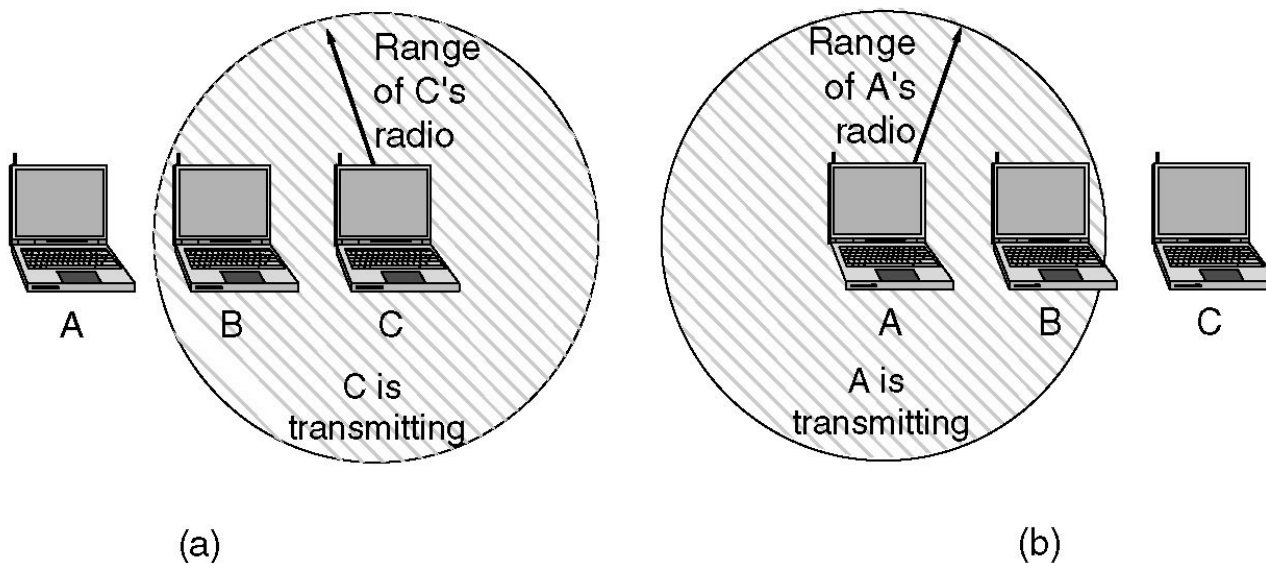 Range
of C's
radio
A
B
C
C is
transmitting
(a)
Range
of A's
radio
A
B
C
A is
transmitting
(b)